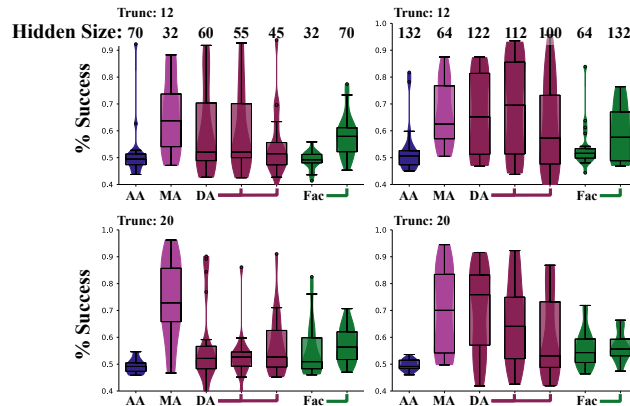 Trunc: 12 Trunc: 12
Hidden Size: 70 32 60 55 45 32 70 132 64 122 112 100 64 132
0.9 0.9
0.8 0.8
% Success 0.7 0.7
0.6 0.6
0.5 0.5
0.4 0.4
AA MA DA Fac AA MA DA Fac
Trunc: 20 Trunc: 20
1.0 1.0
0.9 0.9
0.8 0.8
% Success 0.7 0.7
0.6 0.6
0.5 0.5
0.4 0.4
AA MA DA Fac AA MA DA Fac